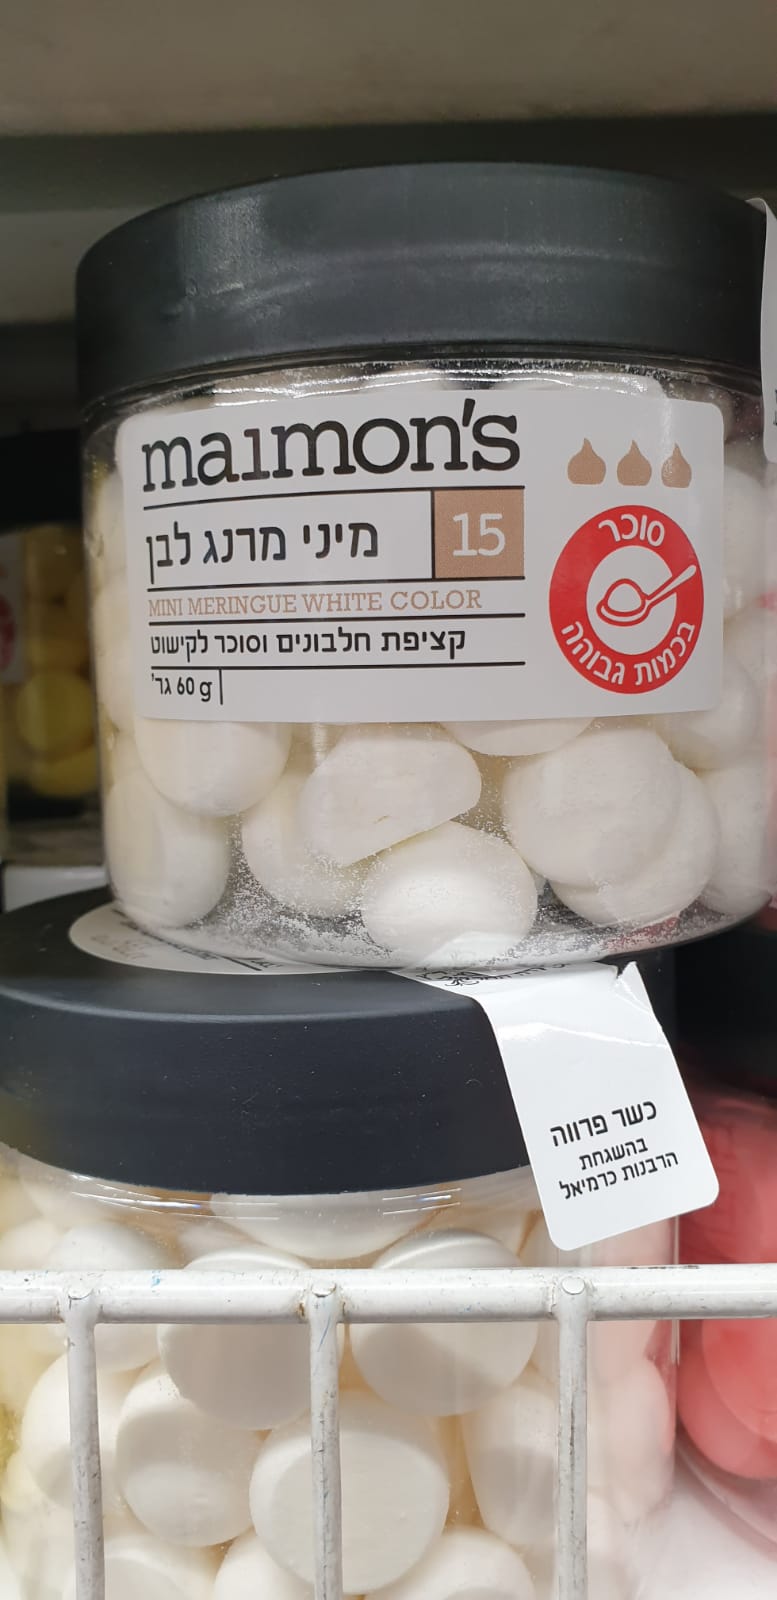 maimon's
מיני מרנג לבן
15
MINI MERINGUE WHITE COLOR
קציפת חלבונים וסוכר לקישוט
60 g גר'
סוכר
בכמות גבוהה
כשר פרווה
בהשגחת
הרבנות כרמיאל